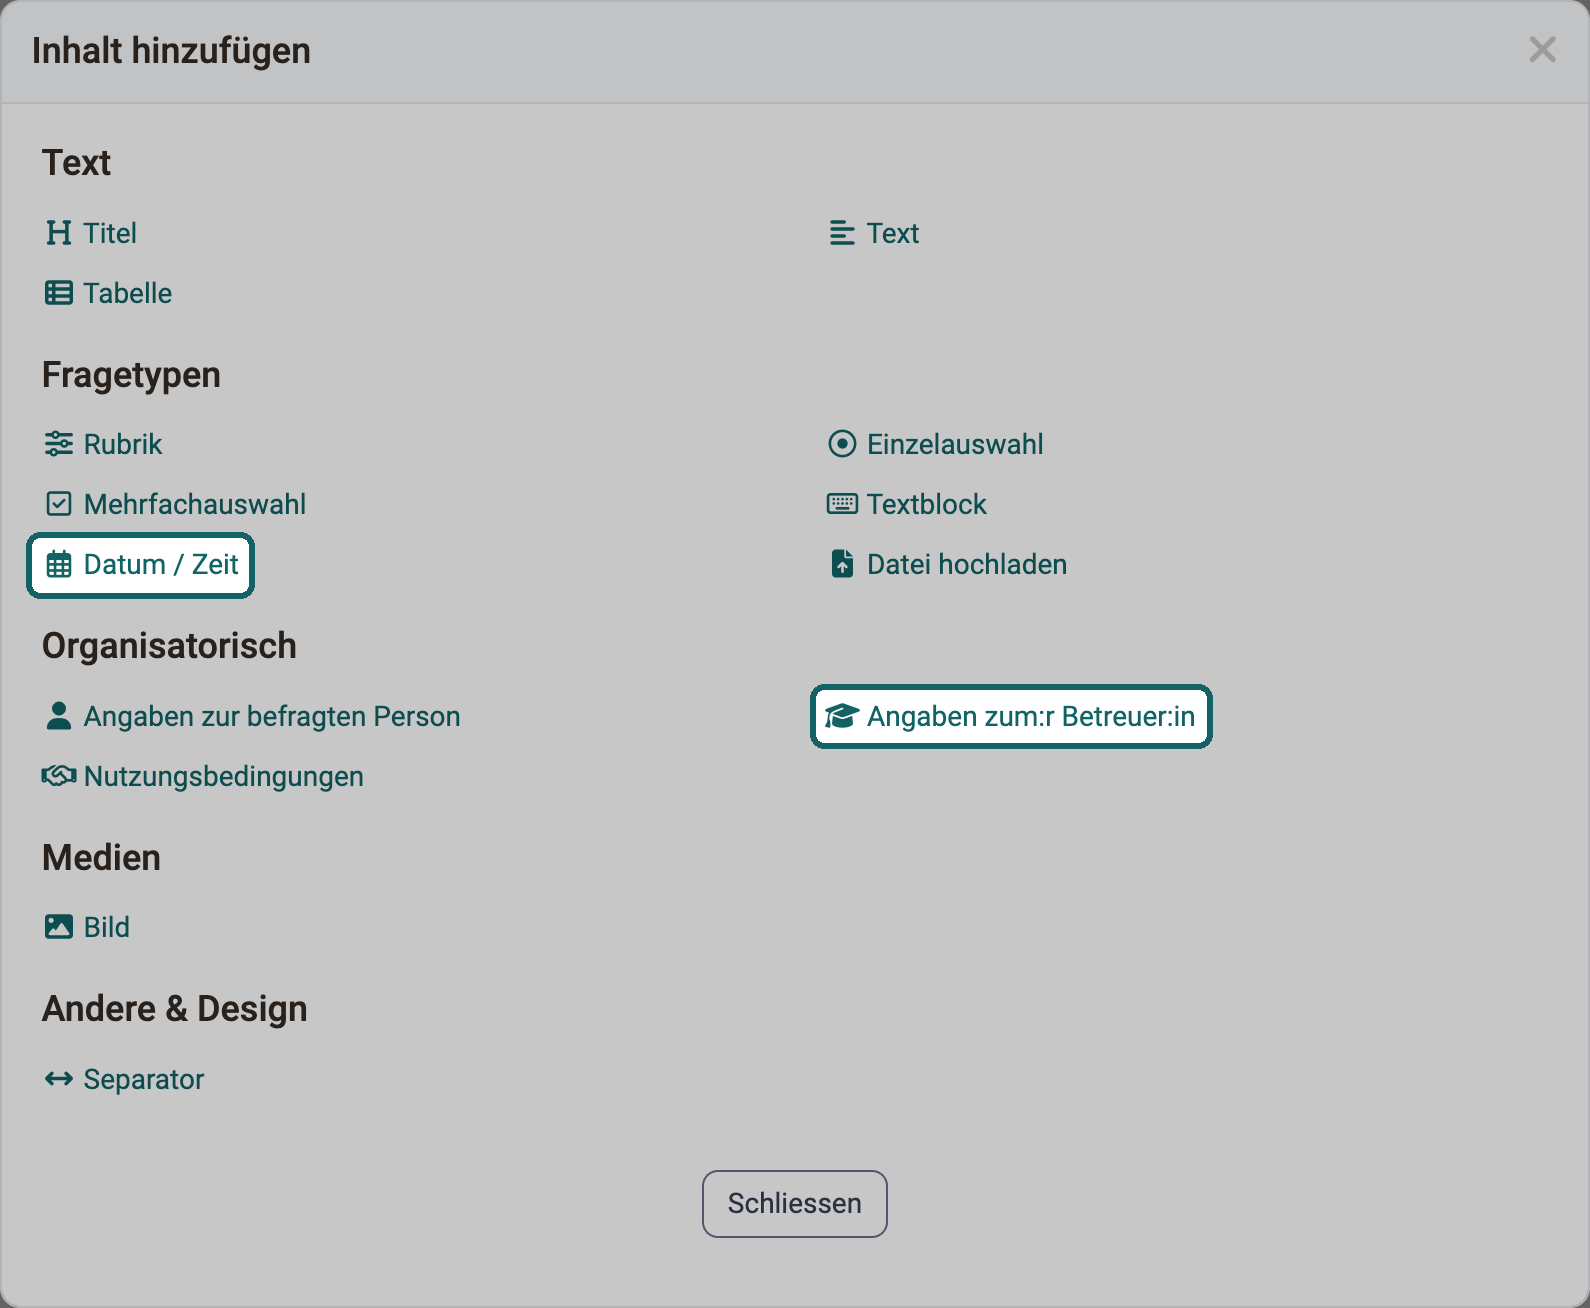 Inhalt hinzufügen
Text
Titel
Text
Tabelle
Fragetypen
Rubrik
Einzelauswahl
Mehrfachauswahl
Textblock
Datum / Zeit
Datei hochladen
Organisatorisch
Angaben zur befragten Person
Angaben zum:r Betreuer:in
Nutzungsbedingungen
Medien
Bild
Andere & Design
Separator
Schliessen